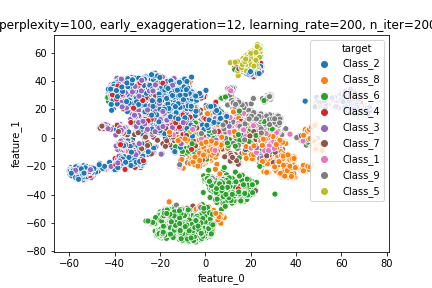 perplexity=100, early_exaggeration=12, learning_rate=200, n_iter=200
target
Class_2
Class_8
Class_6
Class_4
Class_3
Class_7
Class_1
Class_9
Class_5
feature_1
60
40
20
0
−20
−40
−60
−80
−60
−40
−20
0
20
40
60
80
feature_0